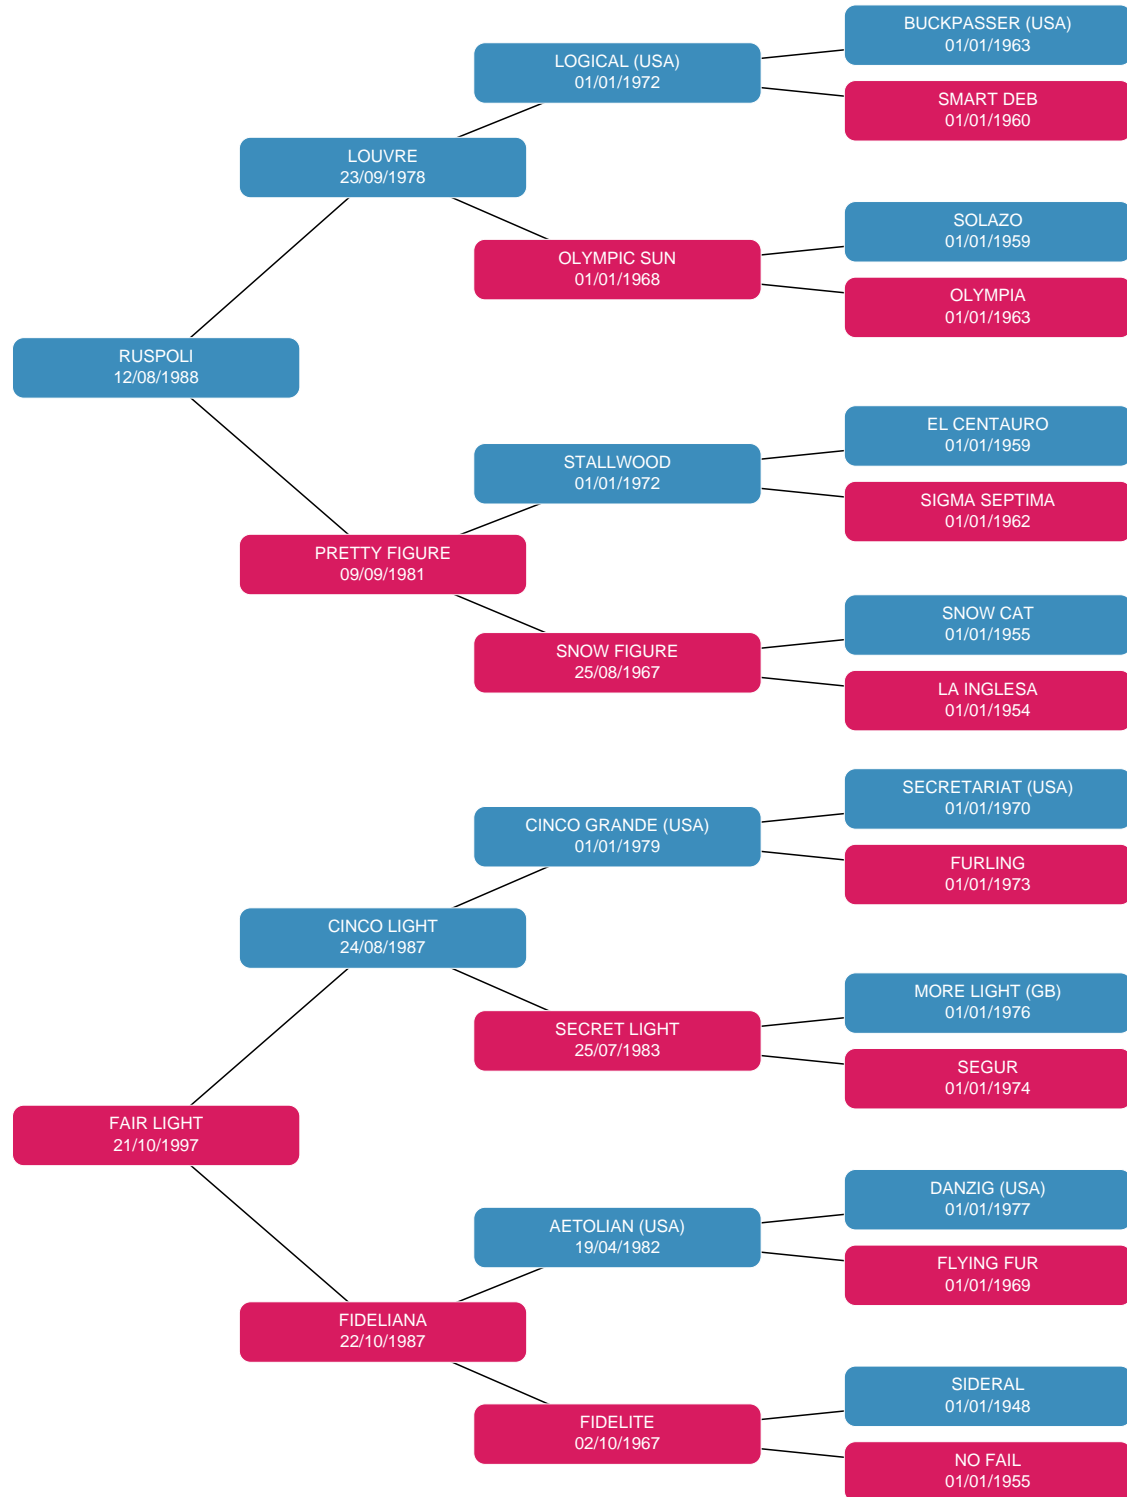 BUCKPASSER (USA)
01/01/1963
LOGICAL (USA)
01/01/1972
SMART DEB
01/01/1960
LOUVRE
23/09/1978
SOLAZO
01/01/1959
OLYMPIC SUN
01/01/1968
OLYMPIA
01/01/1963
RUSPOLI
12/08/1988
EL CENTAURO
01/01/1959
STALLWOOD
01/01/1972
SIGMA SEPTIMA
01/01/1962
PRETTY FIGURE
09/09/1981
SNOW CAT
01/01/1955
SNOW FIGURE
25/08/1967
LA INGLESA
01/01/1954
SECRETARIAT (USA)
01/01/1970
CINCO GRANDE (USA)
01/01/1979
FURLING
01/01/1973
CINCO LIGHT
24/08/1987
MORE LIGHT (GB)
01/01/1976
SECRET LIGHT
25/07/1983
SEGUR
01/01/1974
FAIR LIGHT
21/10/1997
DANZIG (USA)
01/01/1977
AETOLIAN (USA)
19/04/1982
FLYING FUR
01/01/1969
FIDELIANA
22/10/1987
SIDERAL
01/01/1948
FIDELITE
02/10/1967
NO FAIL
01/01/1955